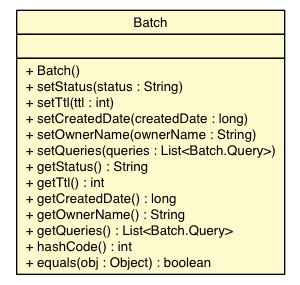 Batch
+ Batch()
+ setStatus(status : String)
+ setTtl(ttl : int)
+ setCreatedDate(createdDate : long)
+ setOwnerName(ownerName : String)
+ setQueries(queries : List<Batch.Query>)
+ getStatus() : String
+ getTtl() : int
+ getCreatedDate() : long
+ getOwnerName() : String
+ getQueries() : List<Batch.Query>
+ hashCode() : int
+ equals(obj : Object) : boolean